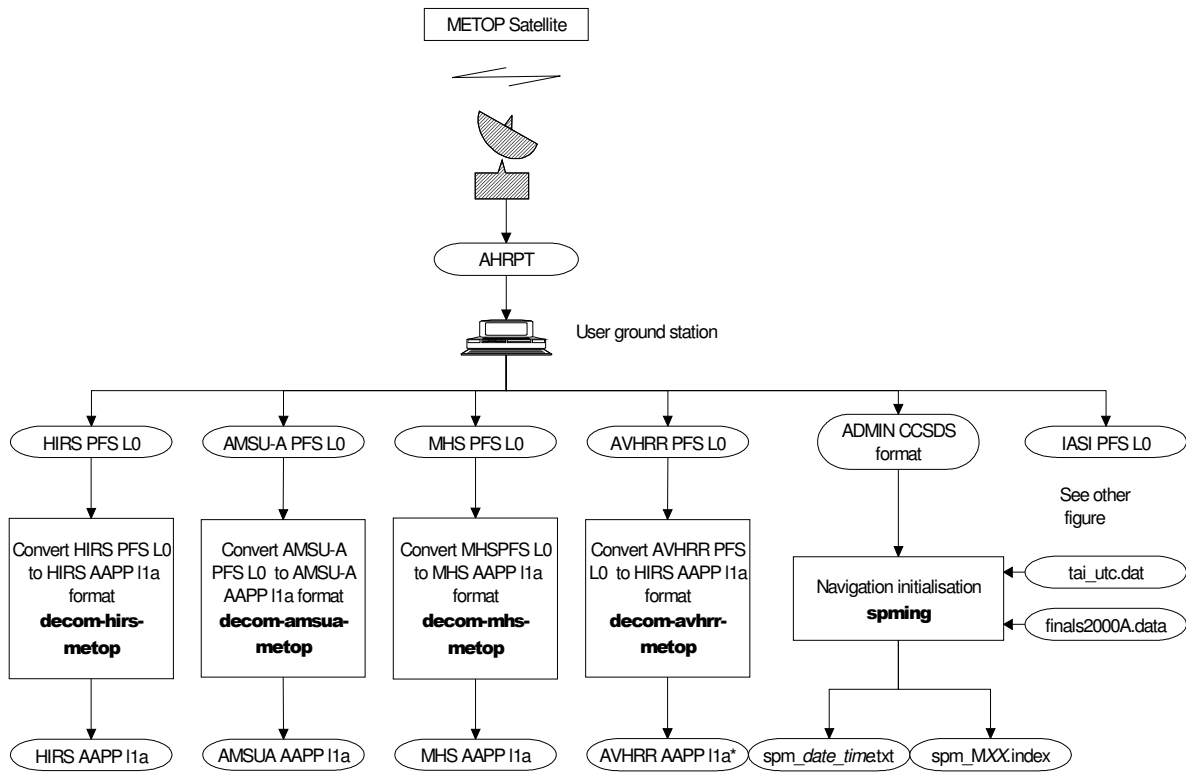 METOP Satellite
AHRPT
User ground station
HIRS PFS L0
AMSU-A PFS L0
MHS PFS L0
AVHRR PFS L0
ADMIN CCSDS
format
IASI PFS L0
See other
figure
Convert HIRS PFS L0
to HIRS AAPP l1a
format
decom-hirs-
metop
Convert AMSU-A
PFS L0 to AMSU-A
AAPP l1a format
decom-amsua-
metop
Convert MHSPFS L0
to MHS AAPP l1a
format
decom-mhs-
metop
Convert AVHRR PFS
L0 to HIRS AAPP l1a
format
decom-avhrr-
metop
Navigation initialisation
spming
tai_utc.dat
finals2000A.data
HIRS AAPP l1a
AMSUA AAPP l1a
MHS AAPP l1a
AVHRR AAPP l1a*
spm_date_time.txt
spm_MXX.index